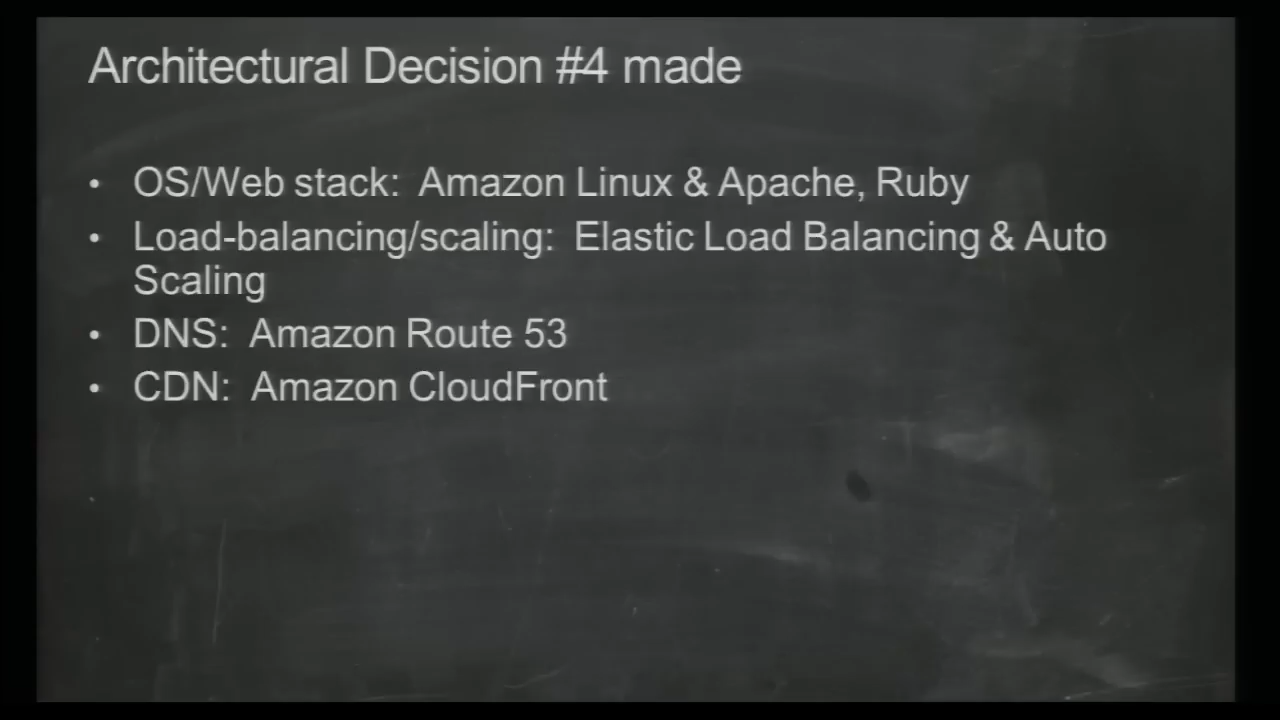 Architectural Decision #4 made
• OS/Web stack: Amazon Linux & Apache, Ruby
• Load-balancing/scaling: Elastic Load Balancing & Auto
Scaling
• DNS: Amazon Route 53
• CDN: Amazon CloudFront